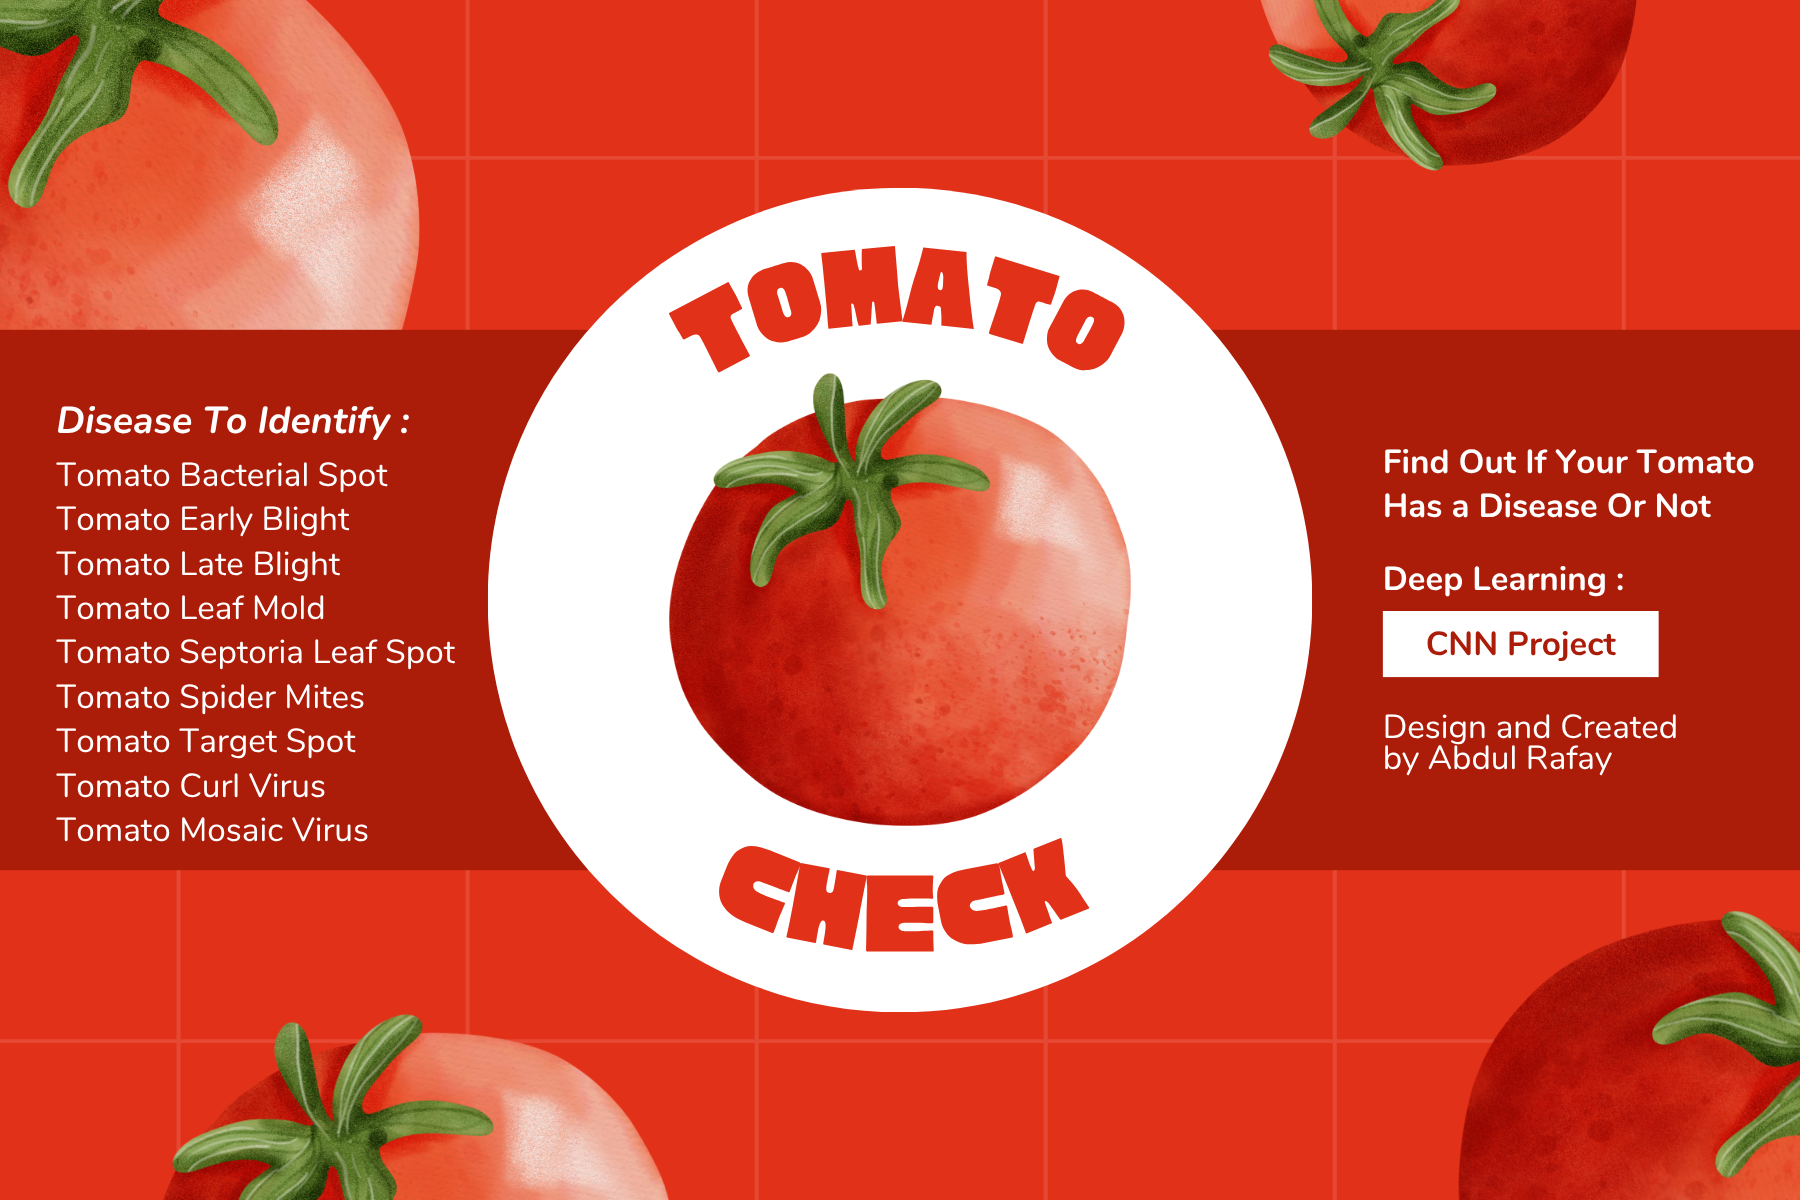 TOMATO
CHECK
Disease To Identify :
Tomato Bacterial Spot
Tomato Early Blight
Tomato Late Blight
Tomato Leaf Mold
Tomato Septoria Leaf Spot
Tomato Spider Mites
Tomato Target Spot
Tomato Curl Virus
Tomato Mosaic Virus
Find Out If Your Tomato
Has a Disease Or Not
Deep Learning :
CNN Project
Design and Created
by Abdul Rafay